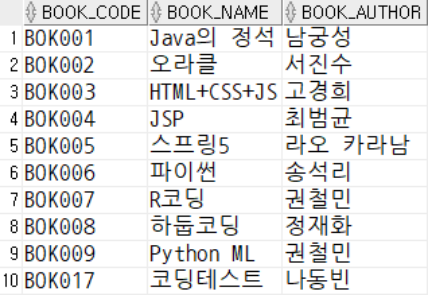 BOOK_CODE BOOK_NAME BOOK_AUTHOR
1 BOK001 Java의 정석 남궁성
2 BOK002 오라클 서진수
3 BOK003 HTML+CSS+JS 고경희
4 BOK004 JSP 최범균
5 BOK005 스프링5 라오 카라남
6 BOK006 파이썬 송석리
7 BOK007 R코딩 권철민
8 BOK008 하둡코딩 정재화
9 BOK009 Python ML 권철민
10 BOK017 코딩테스트 나동빈